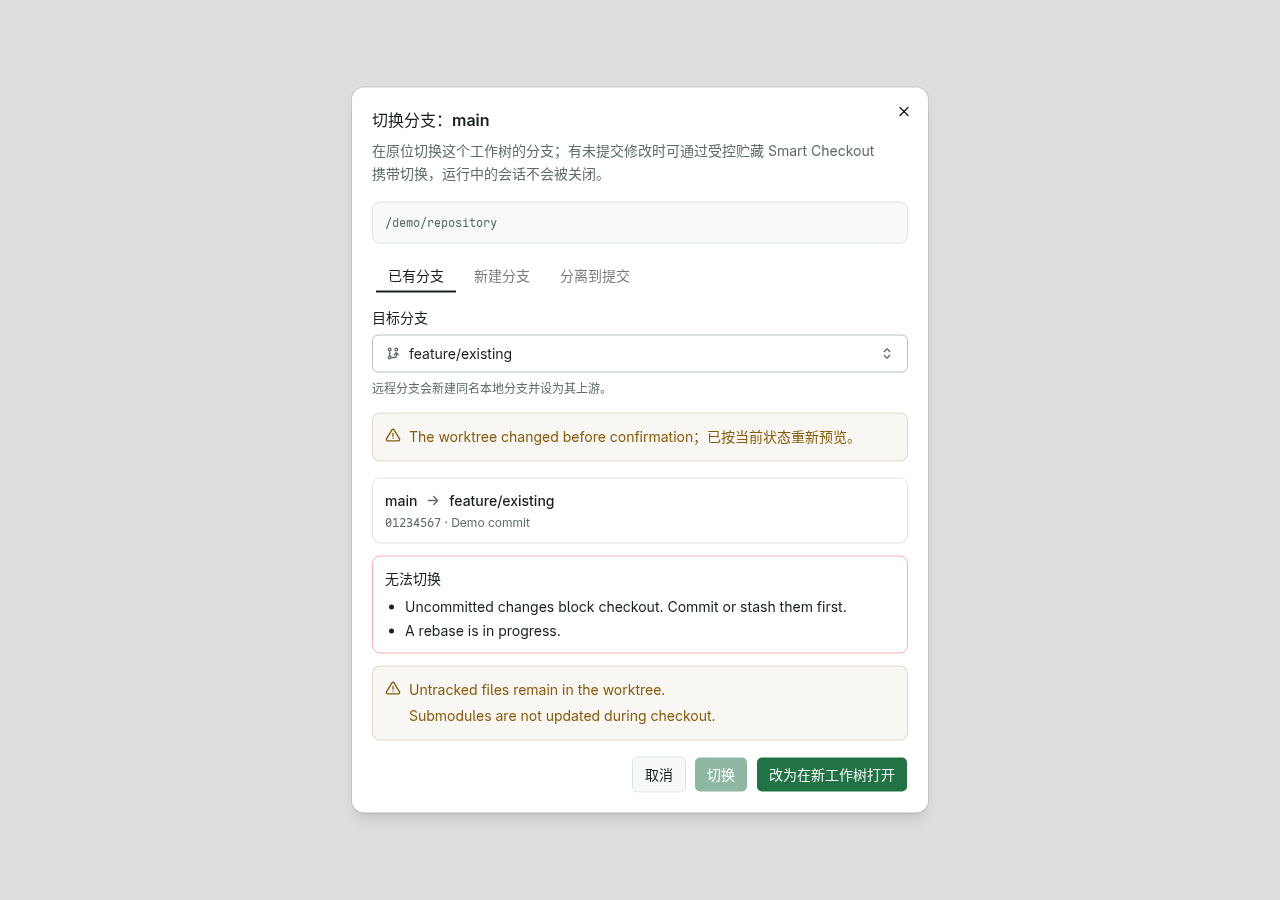 切换分支：main
在原位切换这个工作树的分支；有未提交修改时可通过受控贮藏 Smart Checkout
携带切换，运行中的会话不会被关闭。
/demo/repository
已有分支 新建分支 分离到提交
目标分支
feature/existing
远程分支会新建同名本地分支并设为其上游。
The worktree changed before confirmation；已按当前状态重新预览。
main → feature/existing
01234567 · Demo commit
无法切换
• Uncommitted changes block checkout. Commit or stash them first.
• A rebase is in progress.
Untracked files remain in the worktree.
Submodules are not updated during checkout.
取消 切换 改为在新工作树打开